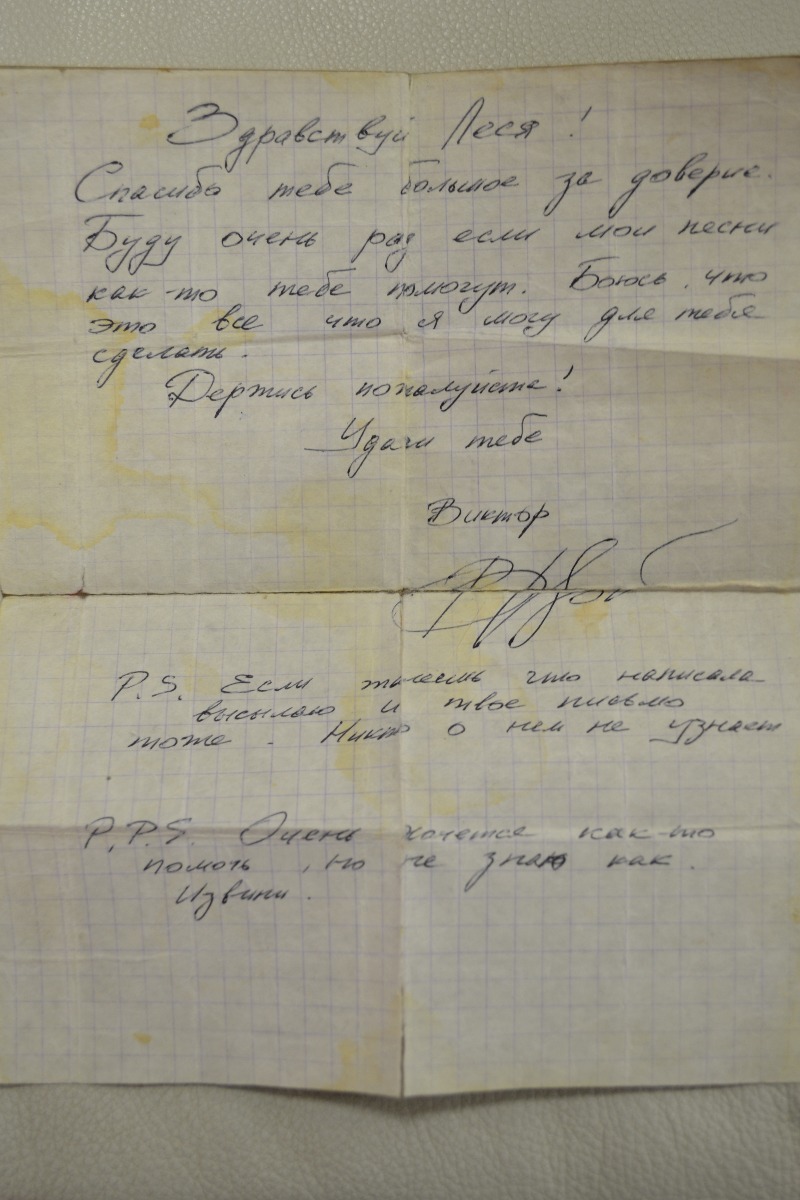 Здравствуй Леся!
Спасибо тебе большое за доверие.
Буду очень рад если мои песни
как-то тебе помогут. Боюсь, что
это все что я могу для тебя
сделать.
Держись пожалуйста!
Удачи тебе
Виктор
P.S. Если жалеешь что написала
высылаю и твое письмо
тоже. Никто о нем не узнает
P.P.S. Очень хочется как-то
помочь, но не знаю как.
Извини.